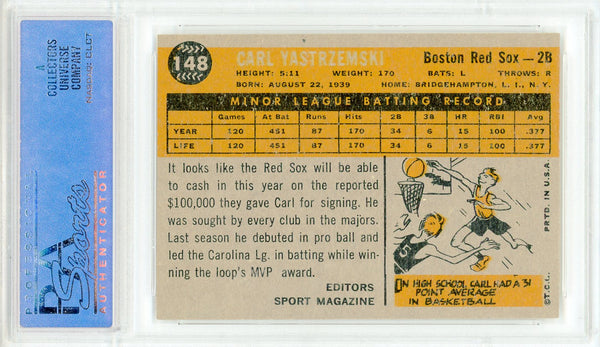 A
COLLECTORS
UNIVERSE
COMPANY
NASDAQ: CLCT
PSA
Sports
AUTHENTICATOR
148
CARL YASTRZEMSKI
Boston Red Sox—2B
HEIGHT: 5:11 WEIGHT: 170 BATS: L THROWS: R
BORN: AUGUST 22, 1939 HOME: BRIDGEHAMPTON, L. I., N. Y.
MINOR LEAGUE BATTING RECORD
Games At Bat Runs Hits 2B 3B HR RBI Avg.
YEAR 120 451 87 170 34 6 15 100 .377
LIFE 120 451 87 170 34 6 15 100 .377
It looks like the Red Sox will be able
to cash in this year on the reported
$100,000 they gave Carl for signing. He
was sought by every club in the majors.
Last season he debuted in pro ball and
led the Carolina Lg. in batting while win-
ning the loop's MVP award.
EDITORS
SPORT MAGAZINE
IN HIGH SCHOOL CARL HAD A 31
POINT AVERAGE
IN BASKETBALL
©T.C.G.
PRTD. IN U.S.A.